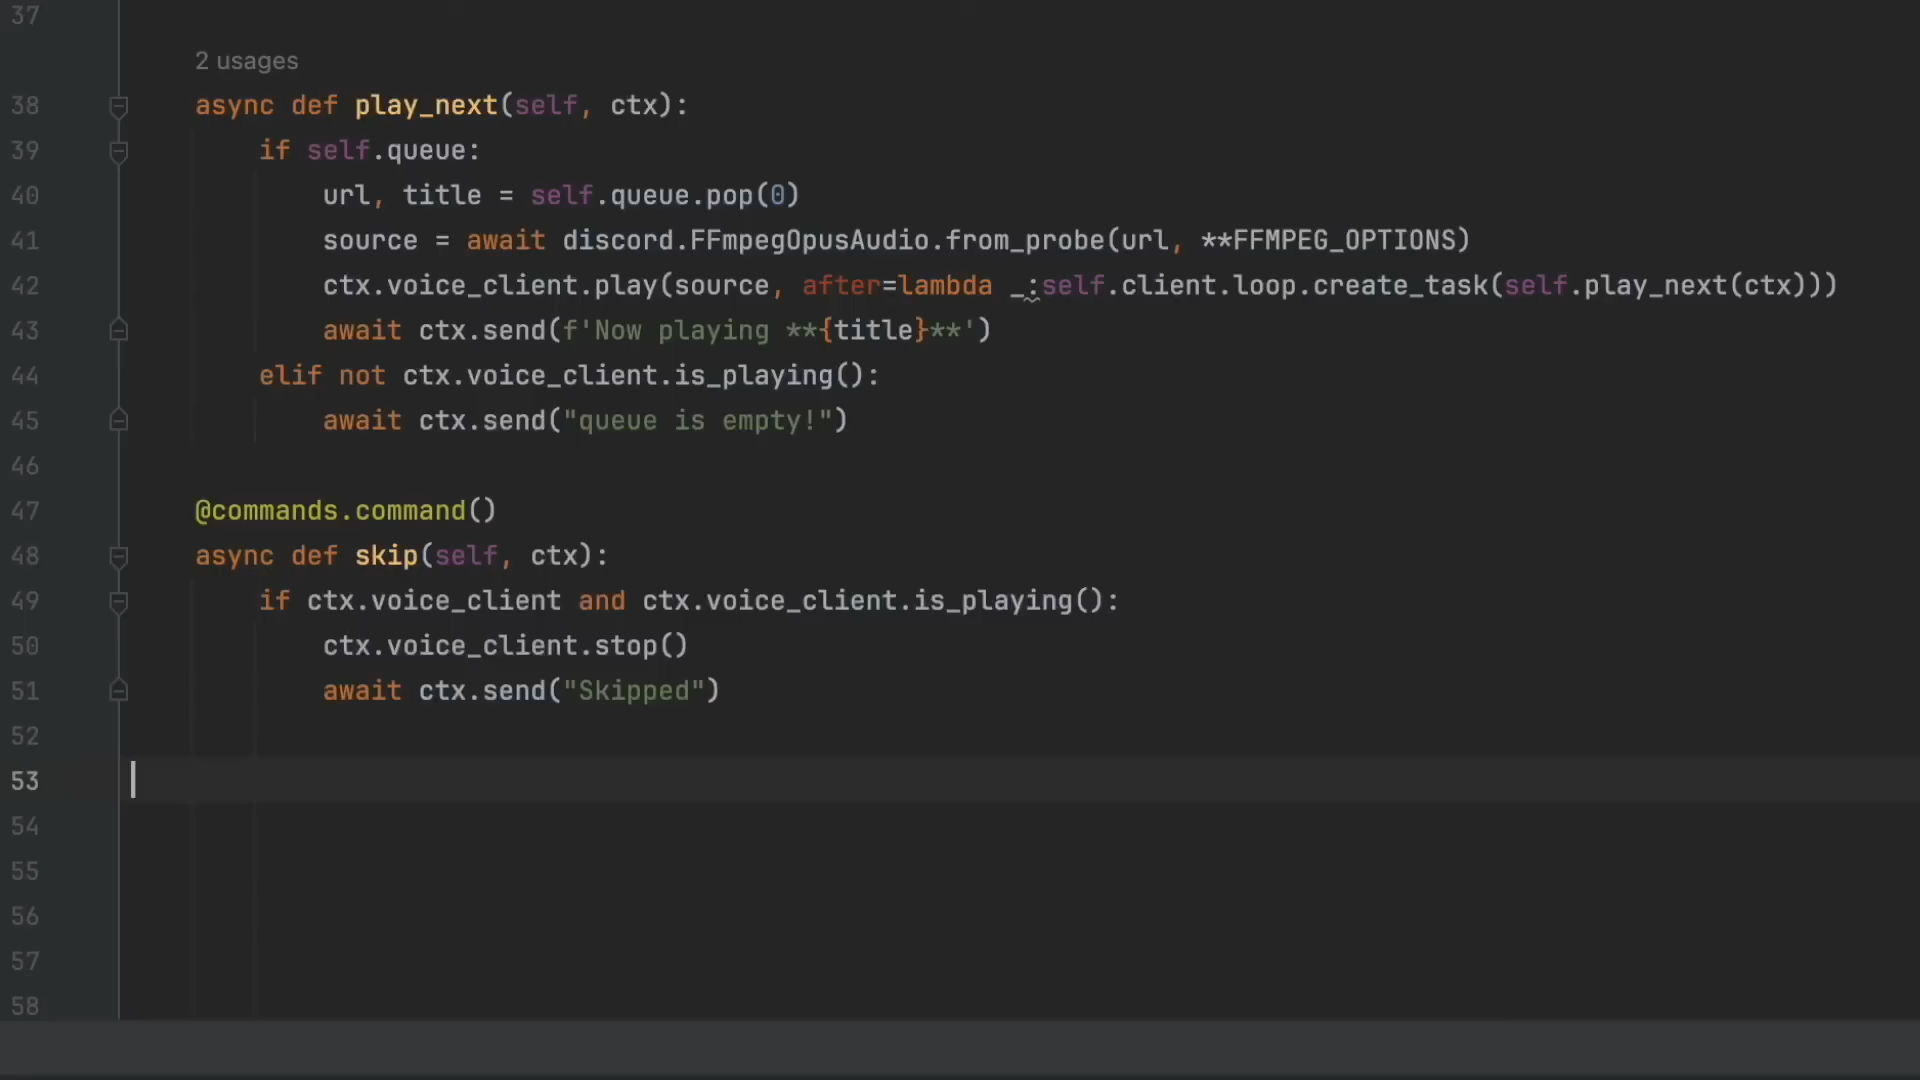 37
2 usages
38 async def play_next(self, ctx):
39 if self.queue:
40 url, title = self.queue.pop(0)
41 source = await discord.FFmpegOpusAudio.from_probe(url, **FFMPEG_OPTIONS)
42 ctx.voice_client.play(source, after=lambda _:self.client.loop.create_task(self.play_next(ctx)))
43 await ctx.send(f'Now playing **{title}**')
44 elif not ctx.voice_client.is_playing():
45 await ctx.send("queue is empty!")
46
47 @commands.command()
48 async def skip(self, ctx):
49 if ctx.voice_client and ctx.voice_client.is_playing():
50 ctx.voice_client.stop()
51 await ctx.send("Skipped")
52
53
54
55
56
57
58